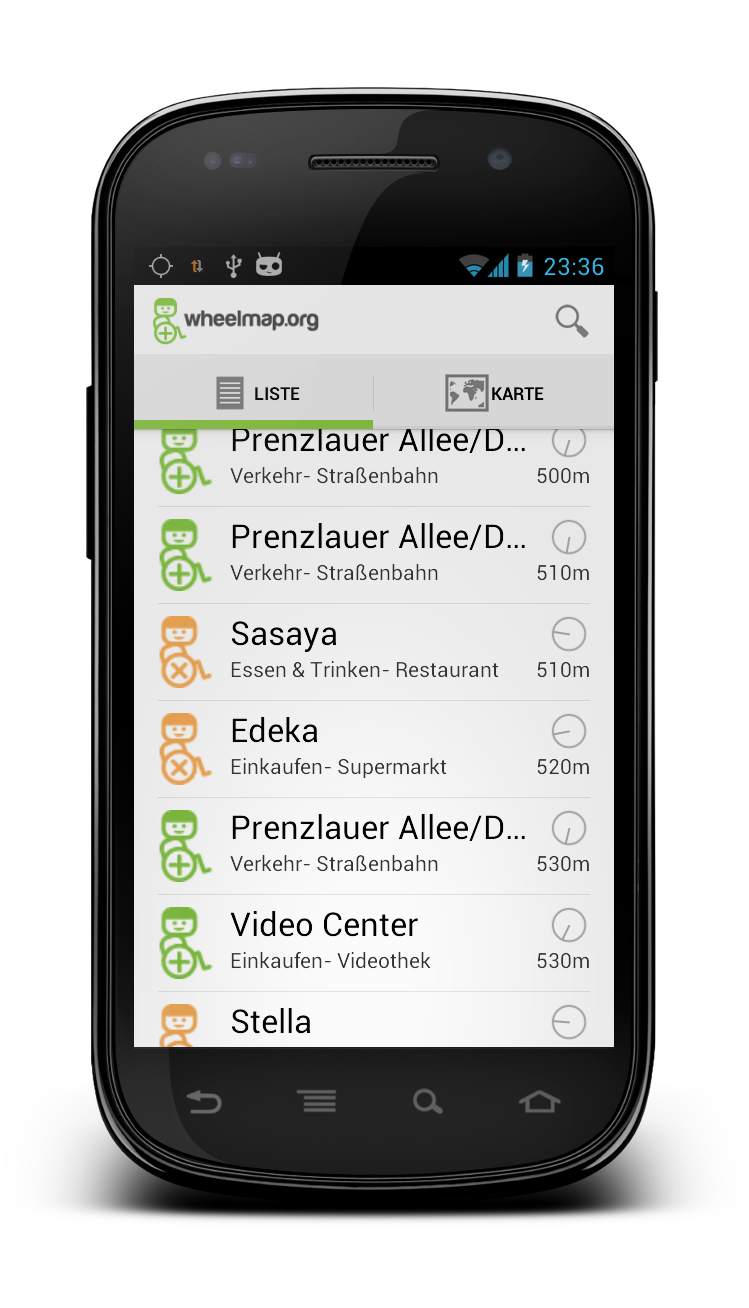 23:36
wheelmap.org
LISTE
KARTE
Prenzlauer Allee/D...
Verkehr- Straßenbahn
500m
Prenzlauer Allee/D...
Verkehr- Straßenbahn
510m
Sasaya
Essen & Trinken- Restaurant
510m
Edeka
Einkaufen- Supermarkt
520m
Prenzlauer Allee/D...
Verkehr- Straßenbahn
530m
Video Center
Einkaufen- Videothek
530m
Stella